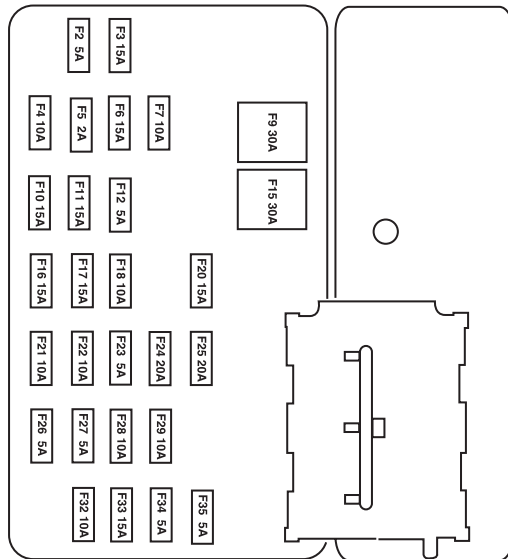 F2 5A
F3 15A
F4 10A
F5 2A
F6 15A
F7 10A
F9 30A
F10 15A
F11 15A
F12 5A
F15 30A
F16 15A
F17 15A
F18 10A
F20 15A
F21 10A
F22 10A
F23 5A
F24 20A
F25 20A
F26 5A
F27 5A
F28 10A
F29 10A
F32 10A
F33 15A
F34 5A
F35 5A